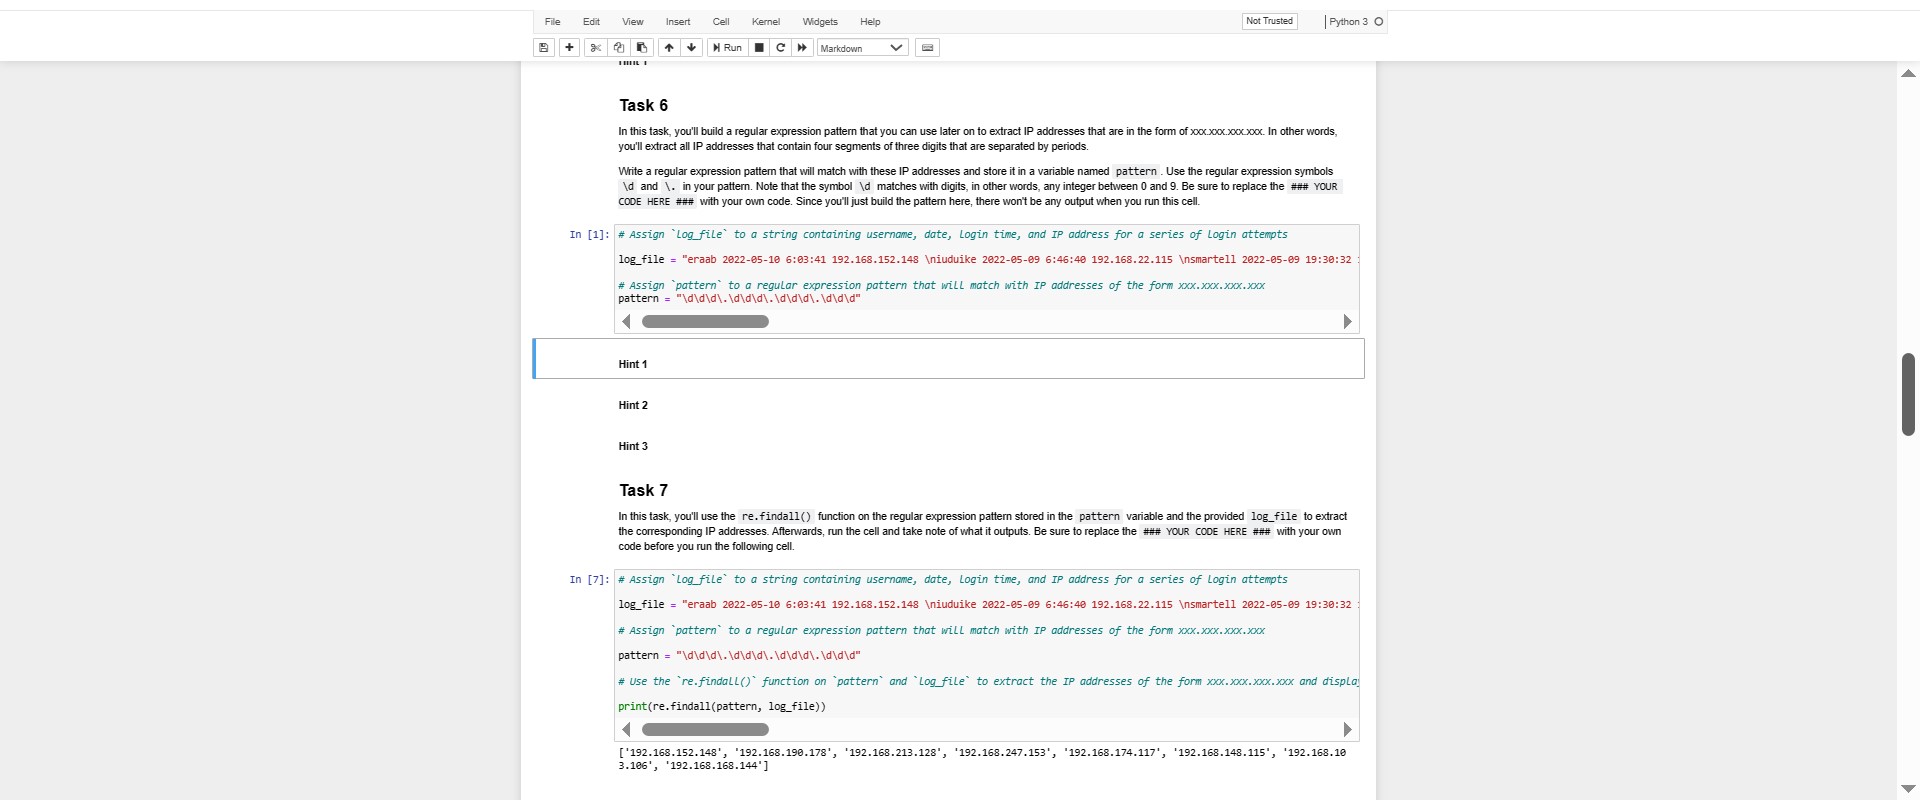 File Edit View Insert Cell Kernel Widgets Help Not Trusted Python 3
Run Markdown
Hint 1
Task 6
In this task, you'll build a regular expression pattern that you can use later on to extract IP addresses that are in the form of xxx.xxx.xxx.xxx. In other words,
you'll extract all IP addresses that contain four segments of three digits that are separated by periods.
Write a regular expression pattern that will match with these IP addresses and store it in a variable named pattern . Use the regular expression symbols
\d and \. in your pattern. Note that the symbol \d matches with digits, in other words, any integer between 0 and 9. Be sure to replace the ### YOUR
CODE HERE ### with your own code. Since you'll just build the pattern here, there won't be any output when you run this cell.
In [1]: # Assign `log_file` to a string containing username, date, login time, and IP address for a series of login attempts
log_file = "eraab 2022-05-10 6:03:41 192.168.152.148 \niuduike 2022-05-09 6:46:40 192.168.22.115 \nsmartell 2022-05-09 19:30:32
# Assign `pattern` to a regular expression pattern that will match with IP addresses of the form xxx.xxx.xxx.xxx
pattern = "\d\d\d\.\d\d\d\.\d\d\d\.\d\d\d"
Hint 1
Hint 2
Hint 3
Task 7
In this task, you'll use the re.findall() function on the regular expression pattern stored in the pattern variable and the provided log_file to extract
the corresponding IP addresses. Afterwards, run the cell and take note of what it outputs. Be sure to replace the ### YOUR CODE HERE ### with your own
code before you run the following cell.
In [7]: # Assign `log_file` to a string containing username, date, login time, and IP address for a series of login attempts
log_file = "eraab 2022-05-10 6:03:41 192.168.152.148 \niuduike 2022-05-09 6:46:40 192.168.22.115 \nsmartell 2022-05-09 19:30:32
# Assign `pattern` to a regular expression pattern that will match with IP addresses of the form xxx.xxx.xxx.xxx
pattern = "\d\d\d\.\d\d\d\.\d\d\d\.\d\d\d"
# Use the `re.findall()` function on `pattern` and `log_file` to extract the IP addresses of the form xxx.xxx.xxx.xxx and display
print(re.findall(pattern, log_file))
['192.168.152.148', '192.168.190.178', '192.168.213.128', '192.168.247.153', '192.168.174.117', '192.168.148.115', '192.168.10
3.106', '192.168.168.144']